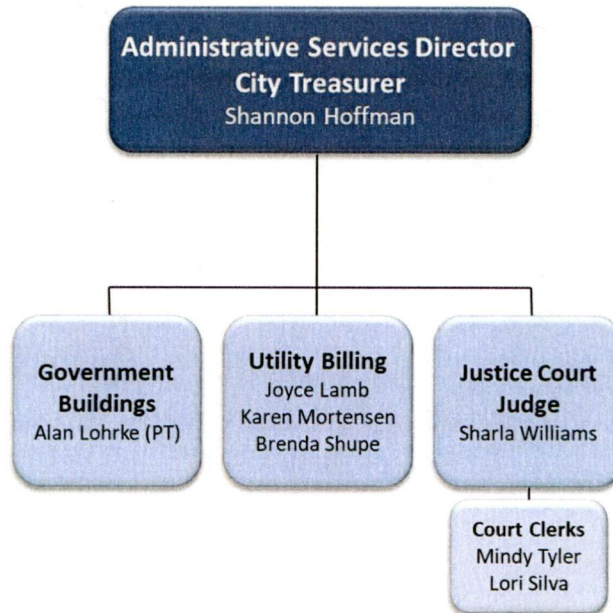 Administrative Services Director
City Treasurer
Shannon Hoffman
Government
Buildings
Alan Lohrke (PT)
Utility Billing
Joyce Lamb
Karen Mortensen
Brenda Shupe
Justice Court
Judge
Sharla Williams
Court Clerks
Mindy Tyler
Lori Silva